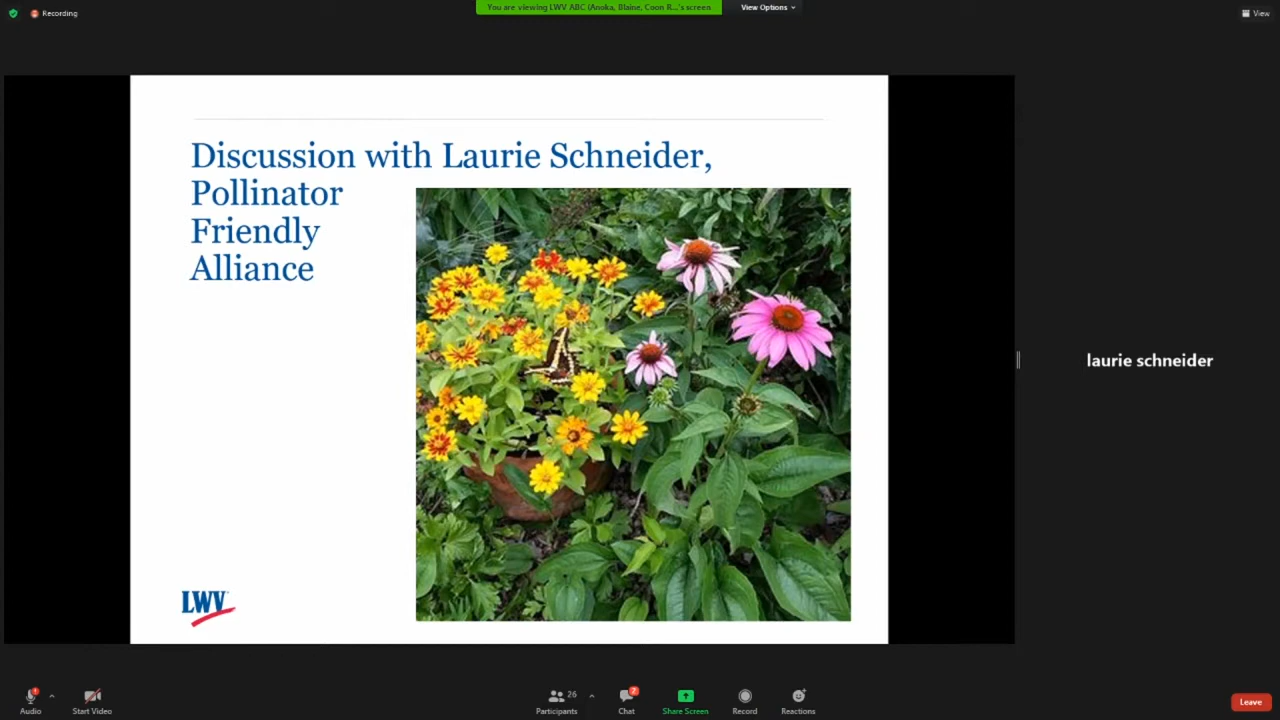 Recording
You are viewing LWV ABC (Anoka, Blaine, Coon R...'s screen
View Options
View
Discussion with Laurie Schneider,
Pollinator
Friendly
Alliance
LWV
laurie schneider
Audio
Start Video
26
Participants
2
Chat
Share Screen
Record
Reactions
Leave